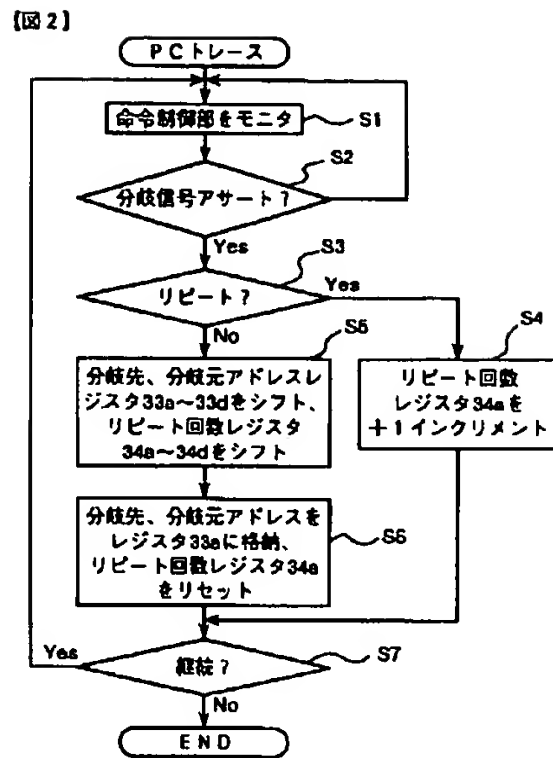 【図2】
PCトレース
命令制御部をモニタ
S1
S2
分岐信号アサート?
Yes
S3
リピート?
Yes
No
S4
S5
分岐先、分岐元アドレスレ
ジスタ33a～33dをシフト、
リピート回数レジスタ
34a～34dをシフト
リピート回数
レジスタ34aを
+1インクリメント
分岐先、分岐元アドレスを
レジスタ33aに格納、
リピート回数レジスタ34a
をリセット
S6
Yes
継続?
S7
No
END